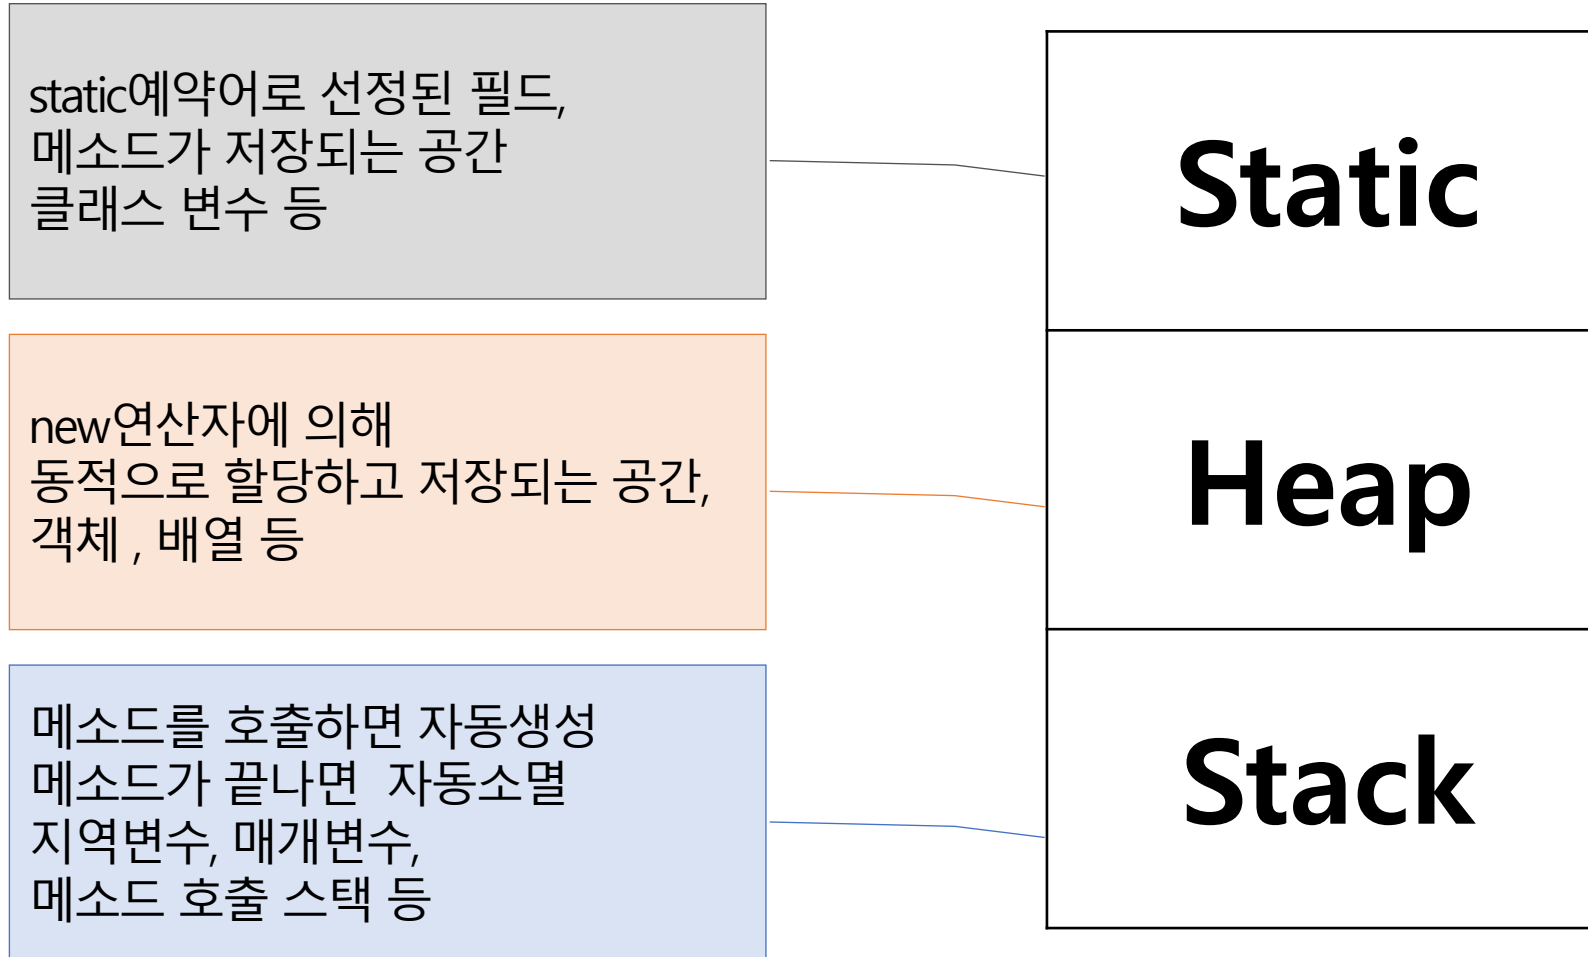 static예약어로 선정된 필드,
메소드가 저장되는 공간
클래스 변수 등
Static
new연산자에 의해
동적으로 할당하고 저장되는 공간,
객체 , 배열 등
Heap
메소드를 호출하면 자동생성
메소드가 끝나면  자동소멸
지역변수, 매개변수,
메소드 호출 스택 등
Stack